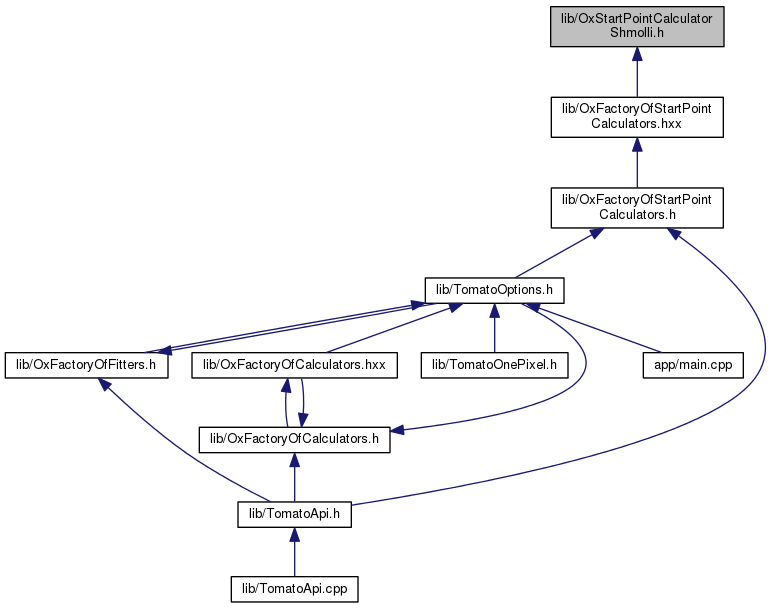 lib/OxStartPointCalculator
Shmolli.h
lib/OxFactoryOfStartPoint
Calculators.hxx
lib/OxFactoryOfStartPoint
Calculators.h
lib/TomatoOptions.h
lib/OxFactoryOfFitters.h
lib/OxFactoryOfCalculators.hxx
lib/TomatoOnePixel.h
app/main.cpp
lib/OxFactoryOfCalculators.h
lib/TomatoApi.h
lib/TomatoApi.cpp